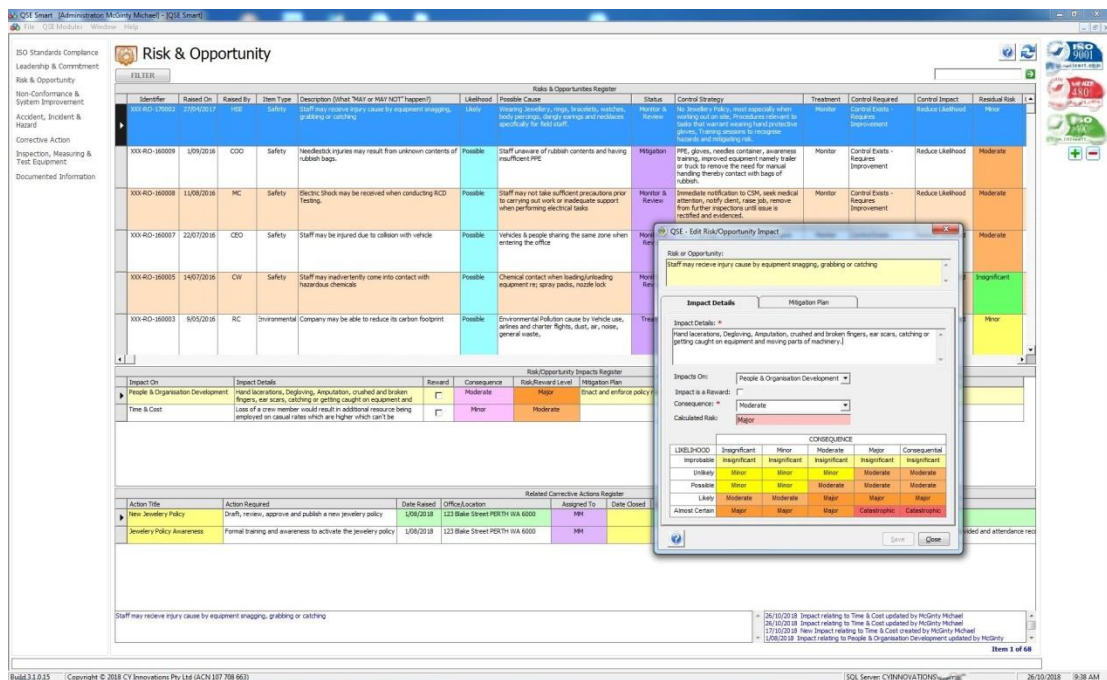 QSE Smart [Administraton McGinty Michael] - [QSE Smart]
File QSE Modules Window Help
ISO Standards Compliance
Leadership & Commitment
Risk & Opportunity
Non-Conformance &
System Improvement
Accident, Incident &
Hazard
Corrective Action
Inspection, Measuring &
Test Equipment
Documented Information
Risk & Opportunity
FILTER
ISO
9001
Risks & Opportunities Register
Identifier Raised On Raised By Item Type Description (What "MAY or MAY NOT" happen?) Likelihood Possible Cause Status Control Strategy Treatment Control Required Control Impact Residual Risk
XXX-RO-170002 27/04/2017 HSE Safety Staff may recieve injury cause by equipment snagging, grabbing or catching Likely Wearing Jewellery, rings, bracelets, watches, body piercings, dangly earings and necklaces specifically for field staff. Monitor & Review No Jewellery Policy, most especially when working out on site, Procedures relevant to tasks that warrant wearing hand protective gloves, Training sessions to recognise hazards and mitigating risk. Monitor Control Exists - Requires Improvement Reduce Likelihood Minor
XXX-RO-160009 1/09/2016 COO Safety Needlestick injuries may result from unknown contents of rubbish bags. Possible Staff unaware of rubbish contents and having insufficient PPE Mitigation PPE, gloves, needles container, awareness training, improved equipment namely trailer or truck to remove the need for manual handling thereby contact with bags of rubbish. Monitor Control Exists - Requires Improvement Reduce Likelihood Moderate
XXX-RO-160008 11/08/2016 MC Safety Electric Shock may be received when conducting RCD Testing. Possible Staff may not take sufficient precautions prior to carrying out work or inadequate support when performing electrical tasks Monitor & Review Immediate notification to CSM, seek medical attention, notify client, raise job, remove from further inspections until issue is rectified and evidenced. Monitor Control Exists - Requires Improvement Reduce Likelihood Moderate
XXX-RO-160007 22/07/2016 CEO Safety Staff may be injured due to collision with vehicle Possible Vehicles & people sharing the same zone when entering the office Moderate
XXX-RO-160005 14/07/2016 CW Safety Staff may inadvertently come into contact with hazardous chemicals Possible Chemical contact when loading/unloading equipment re; spray packs, nozzle lock Insignificant
XXX-RO-160003 9/05/2016 RC Environmental Company may be able to reduce its carbon footprint Possible Environmental Pollution cause by Vehicle use, airlines and charter flights, dust, air, noise, general waste, Minor
QSE - Edit Risk/Opportunity Impact
Risk or Opportunity:
Staff may recieve injury cause by equipment snagging, grabbing or catching
Impact Details Mitigation Plan
Impact Details: *
Hand lacerations, Degloving, Amputation, crushed and broken fingers, ear scars, catching or
getting caught on equipment and moving parts of machinery.
Impacts On: People & Organisation Development
Impact is a Reward:
Consequence: * Moderate
Calculated Risk: Major
CONSEQUENCE
LIKELIHOOD Insignificant Minor Moderate Major Consequential
Improbable Insignificant Insignificant Insignificant Insignificant Insignificant
Unlikely Minor Minor Minor Moderate Moderate
Possible Minor Minor Moderate Moderate Moderate
Likely Moderate Moderate Major Major Major
Almost Certain Major Major Major Catastrophic Catastrophic
Save Close
Risk/Opportunity Impacts Register
Impact On Impact Details Reward Consequence Risk/Reward Level Mitigation Plan
People & Organisation Development Hand lacerations, Degloving, Amputation, crushed and broken fingers, ear scars, catching or getting caught on equipment and Moderate Major Enact and enforce policy
Time & Cost Loss of a crew member would result in additional resource being employed on casual rates which are higher which can't be Minor Moderate
Related Corrective Actions Register
Action Title Action Required Date Raised Office/Location Assigned To Date Closed
New Jewelery Policy Draft, review, approve and publish a new jewelery policy 1/08/2018 123 Blake Street PERTH WA 6000 MM
Jewelery Policy Awareness Formal training and awareness to activate the jewelery policy 1/08/2018 123 Blake Street PERTH WA 6000 MM
and attendance
Staff may recieve injury cause by equipment snagging, grabbing or catching
26/10/2018 Impact relating to Time & Cost updated by McGinty Michael
26/10/2018 Impact relating to Time & Cost updated by McGinty Michael
17/10/2018 New Impact relating to Time & Cost created by McGinty Michael
1/08/2018 Impact relating to People & Organisation Development updated by McGinty
Item 1 of 68
Build.3.1.0.15 Copyright © 2018 CY Innovations Pty Ltd (ACN 107 708 663) SQL Server: CYINNOVATIONS 26/10/2018 9:38 AM